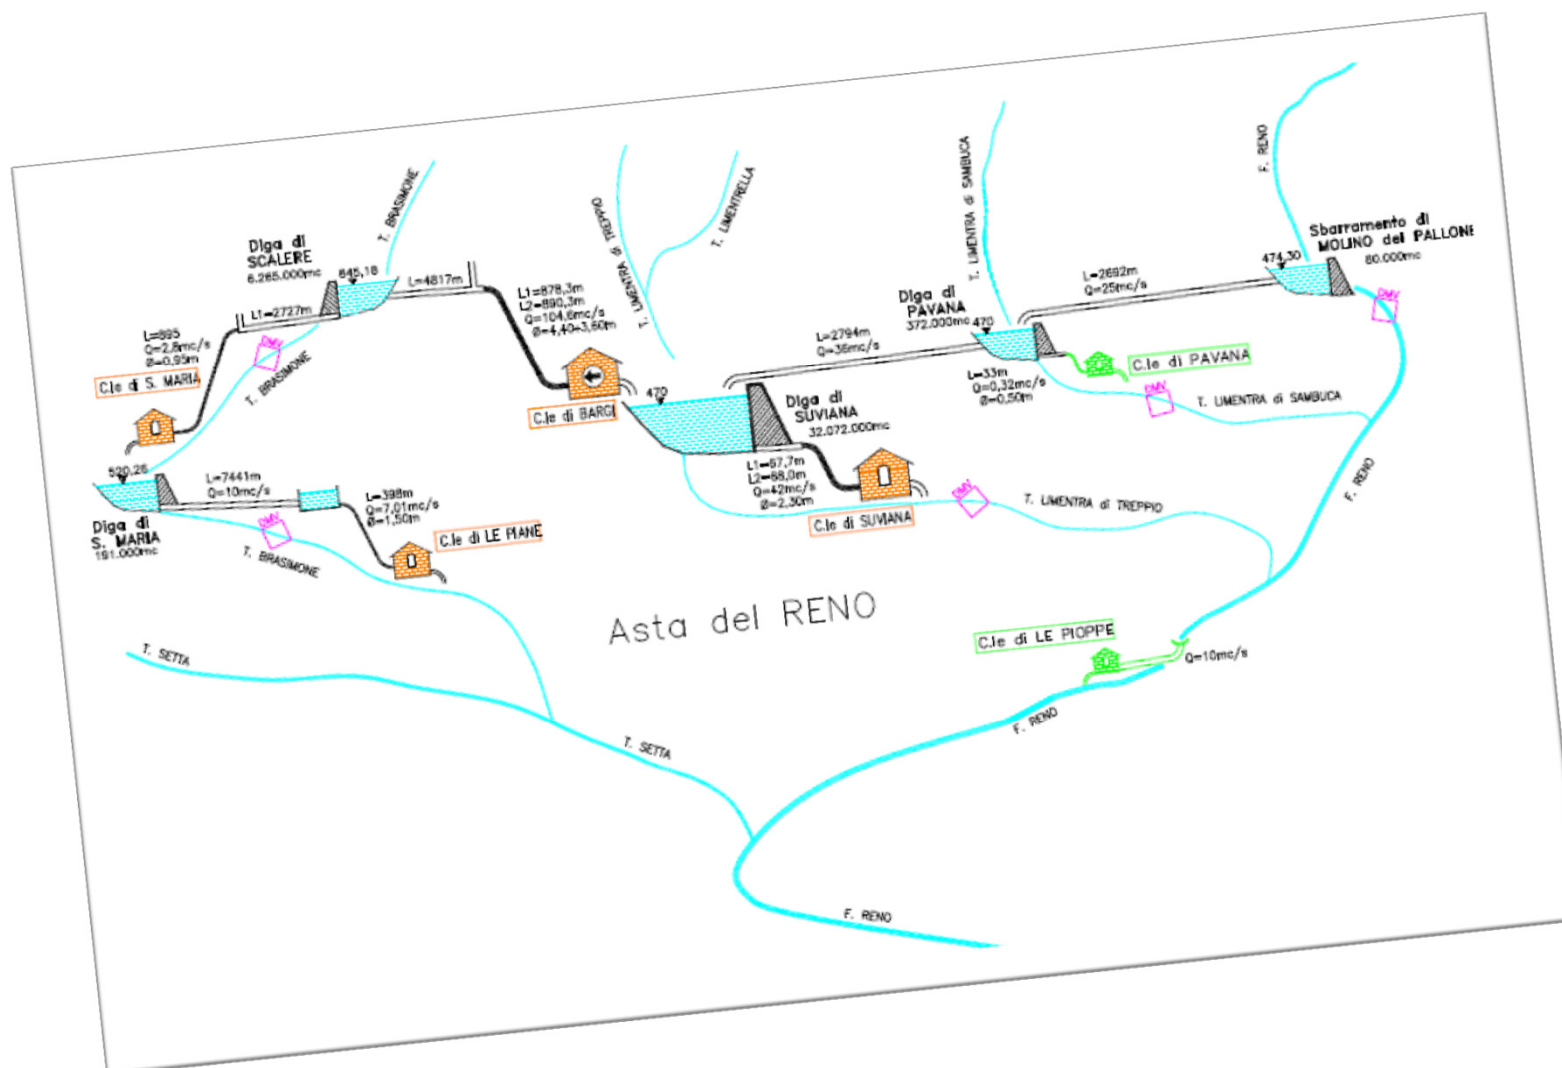 T. BRASIMONE
Diga di
SCALERE
6.265.000mc
845,18
L=4817m
L1=2727m
L=895
Q=2,8mc/s
Ø=0,95m
C.le di S. MARIA
DMV
T. BRASIMONE
L1=878,3m
L2=890,3m
Q=104,6mc/s
Ø=4,40÷3,60m
C.le di BARGI
T. LIMENTRA di TREPPIO
T. LIMENTRELLA
470
Diga di
SUVIANA
32.072.000mc
L1=57,7m
L2=68,0m
Q=42mc/s
Ø=2,30m
C.le di SUVIANA
DMV
T. LIMENTRA di TREPPIO
L=2794m
Q=36mc/s
T. LIMENTRA di SAMBUCA
Diga di
PAVANA
372.000mc
470
L=33m
Q=0,32mc/s
Ø=0,50m
C.le di PAVANA
DMV
T. LIMENTRA di SAMBUCA
L=2692m
Q=25mc/s
F. RENO
Sbarramento di
MOLINO del PALLONE
80.000mc
474,30
DMV
F. RENO
520,26
Diga di
S. MARIA
191.000mc
L=7441m
Q=10mc/s
L=398m
Q=7,01mc/s
Ø=1,50m
C.le di LE PIANE
DMV
T. BRASIMONE
Asta del RENO
C.le di LE PIOPPE
Q=10mc/s
F. RENO
T. SETTA
T. SETTA
F. RENO